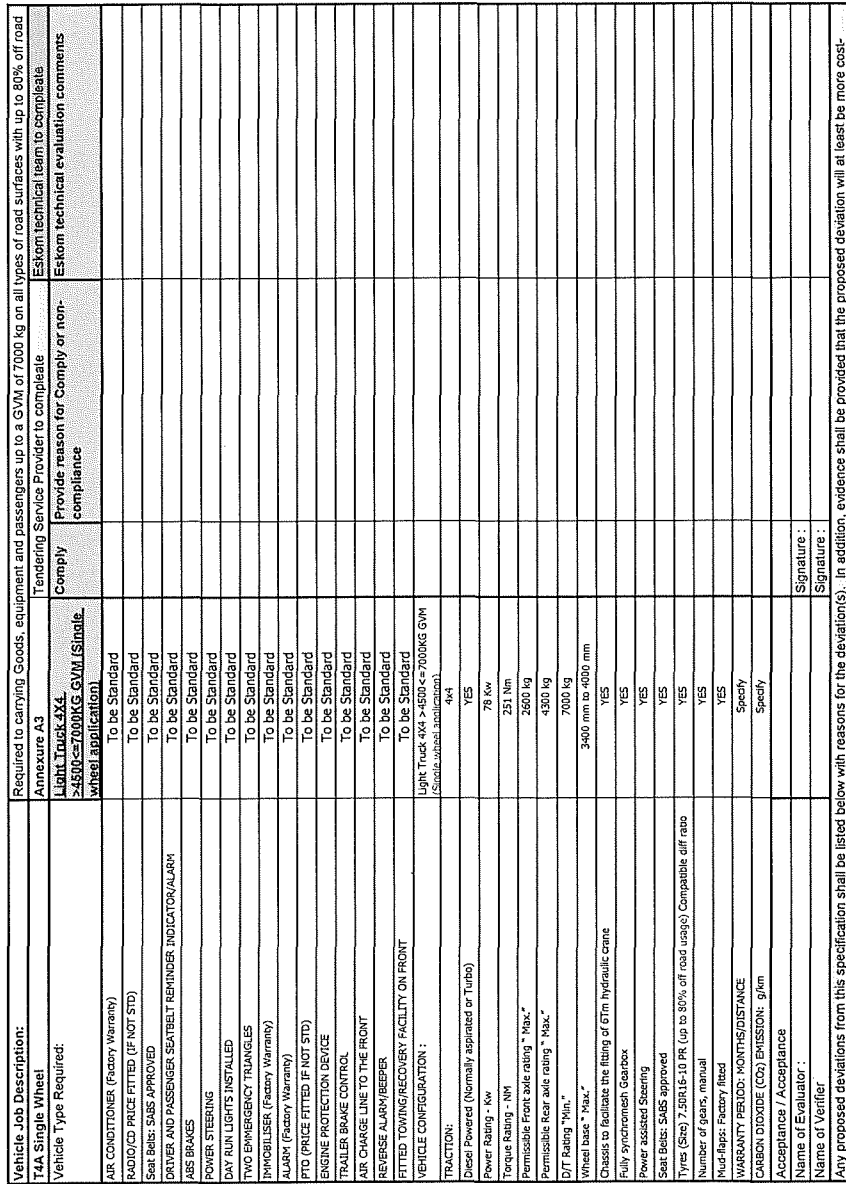 Vehicle Job Description: Required to carrying Goods, equipment and passengers up to a GVM of 7000 kg on all types of road surfaces with up to 80% off road
T4A Single Wheel Annexure A3 Tendering Service Provider to compleate Eskom technical team to compleate
Vehicle Type Required: Light Truck 4X4 >4500<=7000KG GVM (Single wheel application) Comply Provide reason for Comply or non-compliance Eskom technical evaluation comments
AIR CONDITIONER (Factory Warranty) To be Standard
RADIO/CD PRICE FITTED (IF NOT STD) To be Standard
Seat Belts: SABS APPROVED To be Standard
DRIVER AND PASSENGER SEATBELT REMINDER INDICATOR/ALARM To be Standard
ABS BRAKES To be Standard
POWER STEERING To be Standard
DAY RUN LIGHTS INSTALLED To be Standard
TWO EMMERGENCY TRIANGLES To be Standard
IMMOBILISER (Factory Warranty) To be Standard
ALARM (Factory Warranty) To be Standard
PTO (PRICE FITTED IF NOT STD) To be Standard
ENGINE PROTECTION DEVICE To be Standard
TRAILER BRAKE CONTROL To be Standard
AIR CHARGE LINE TO THE FRONT To be Standard
REVERSE ALARM/BEEPER To be Standard
FITTED TOWING/RECOVERY FACILITY ON FRONT To be Standard
VEHICLE CONFIGURATION : Light Truck 4X4 >4500<=7000KG GVM (Single wheel application)
TRACTION: 4x4
Diesel Powered (Normally aspirated or Turbo) YES
Power Rating - Kw 78 Kw
Torque Rating - NM 251 Nm
Permissible Front axle rating " Max." 2600 kg
Permissible Rear axle rating " Max." 4300 kg
D/T Rating "Min." 7000 kg
Wheel base " Max." 3400 mm to 4000 mm
Chassis to facilitate the fitting of 6Tm hydraulic crane YES
Fully synchromesh Gearbox YES
Power assisted Steering YES
Seat Belts: SABS approved YES
Tyres (Size) 7.50R16-10 PR (up to 80% off road usage) Compatible diff ratio YES
Number of gears, manual YES
Mud-flaps: Factory fitted YES
WARRANTY PERIOD: MONTHS/DISTANCE Specify
CARBON DIOXIDE (CO2) EMISSION: g/km Specify
Acceptance / Acceptance
Name of Evaluator : Signature :
Name of Verifier Signature :
Any proposed deviations from this specification shall be listed below with reasons for the deviation(s). In addition, evidence shall be provided that the proposed deviation will at least be more cost-